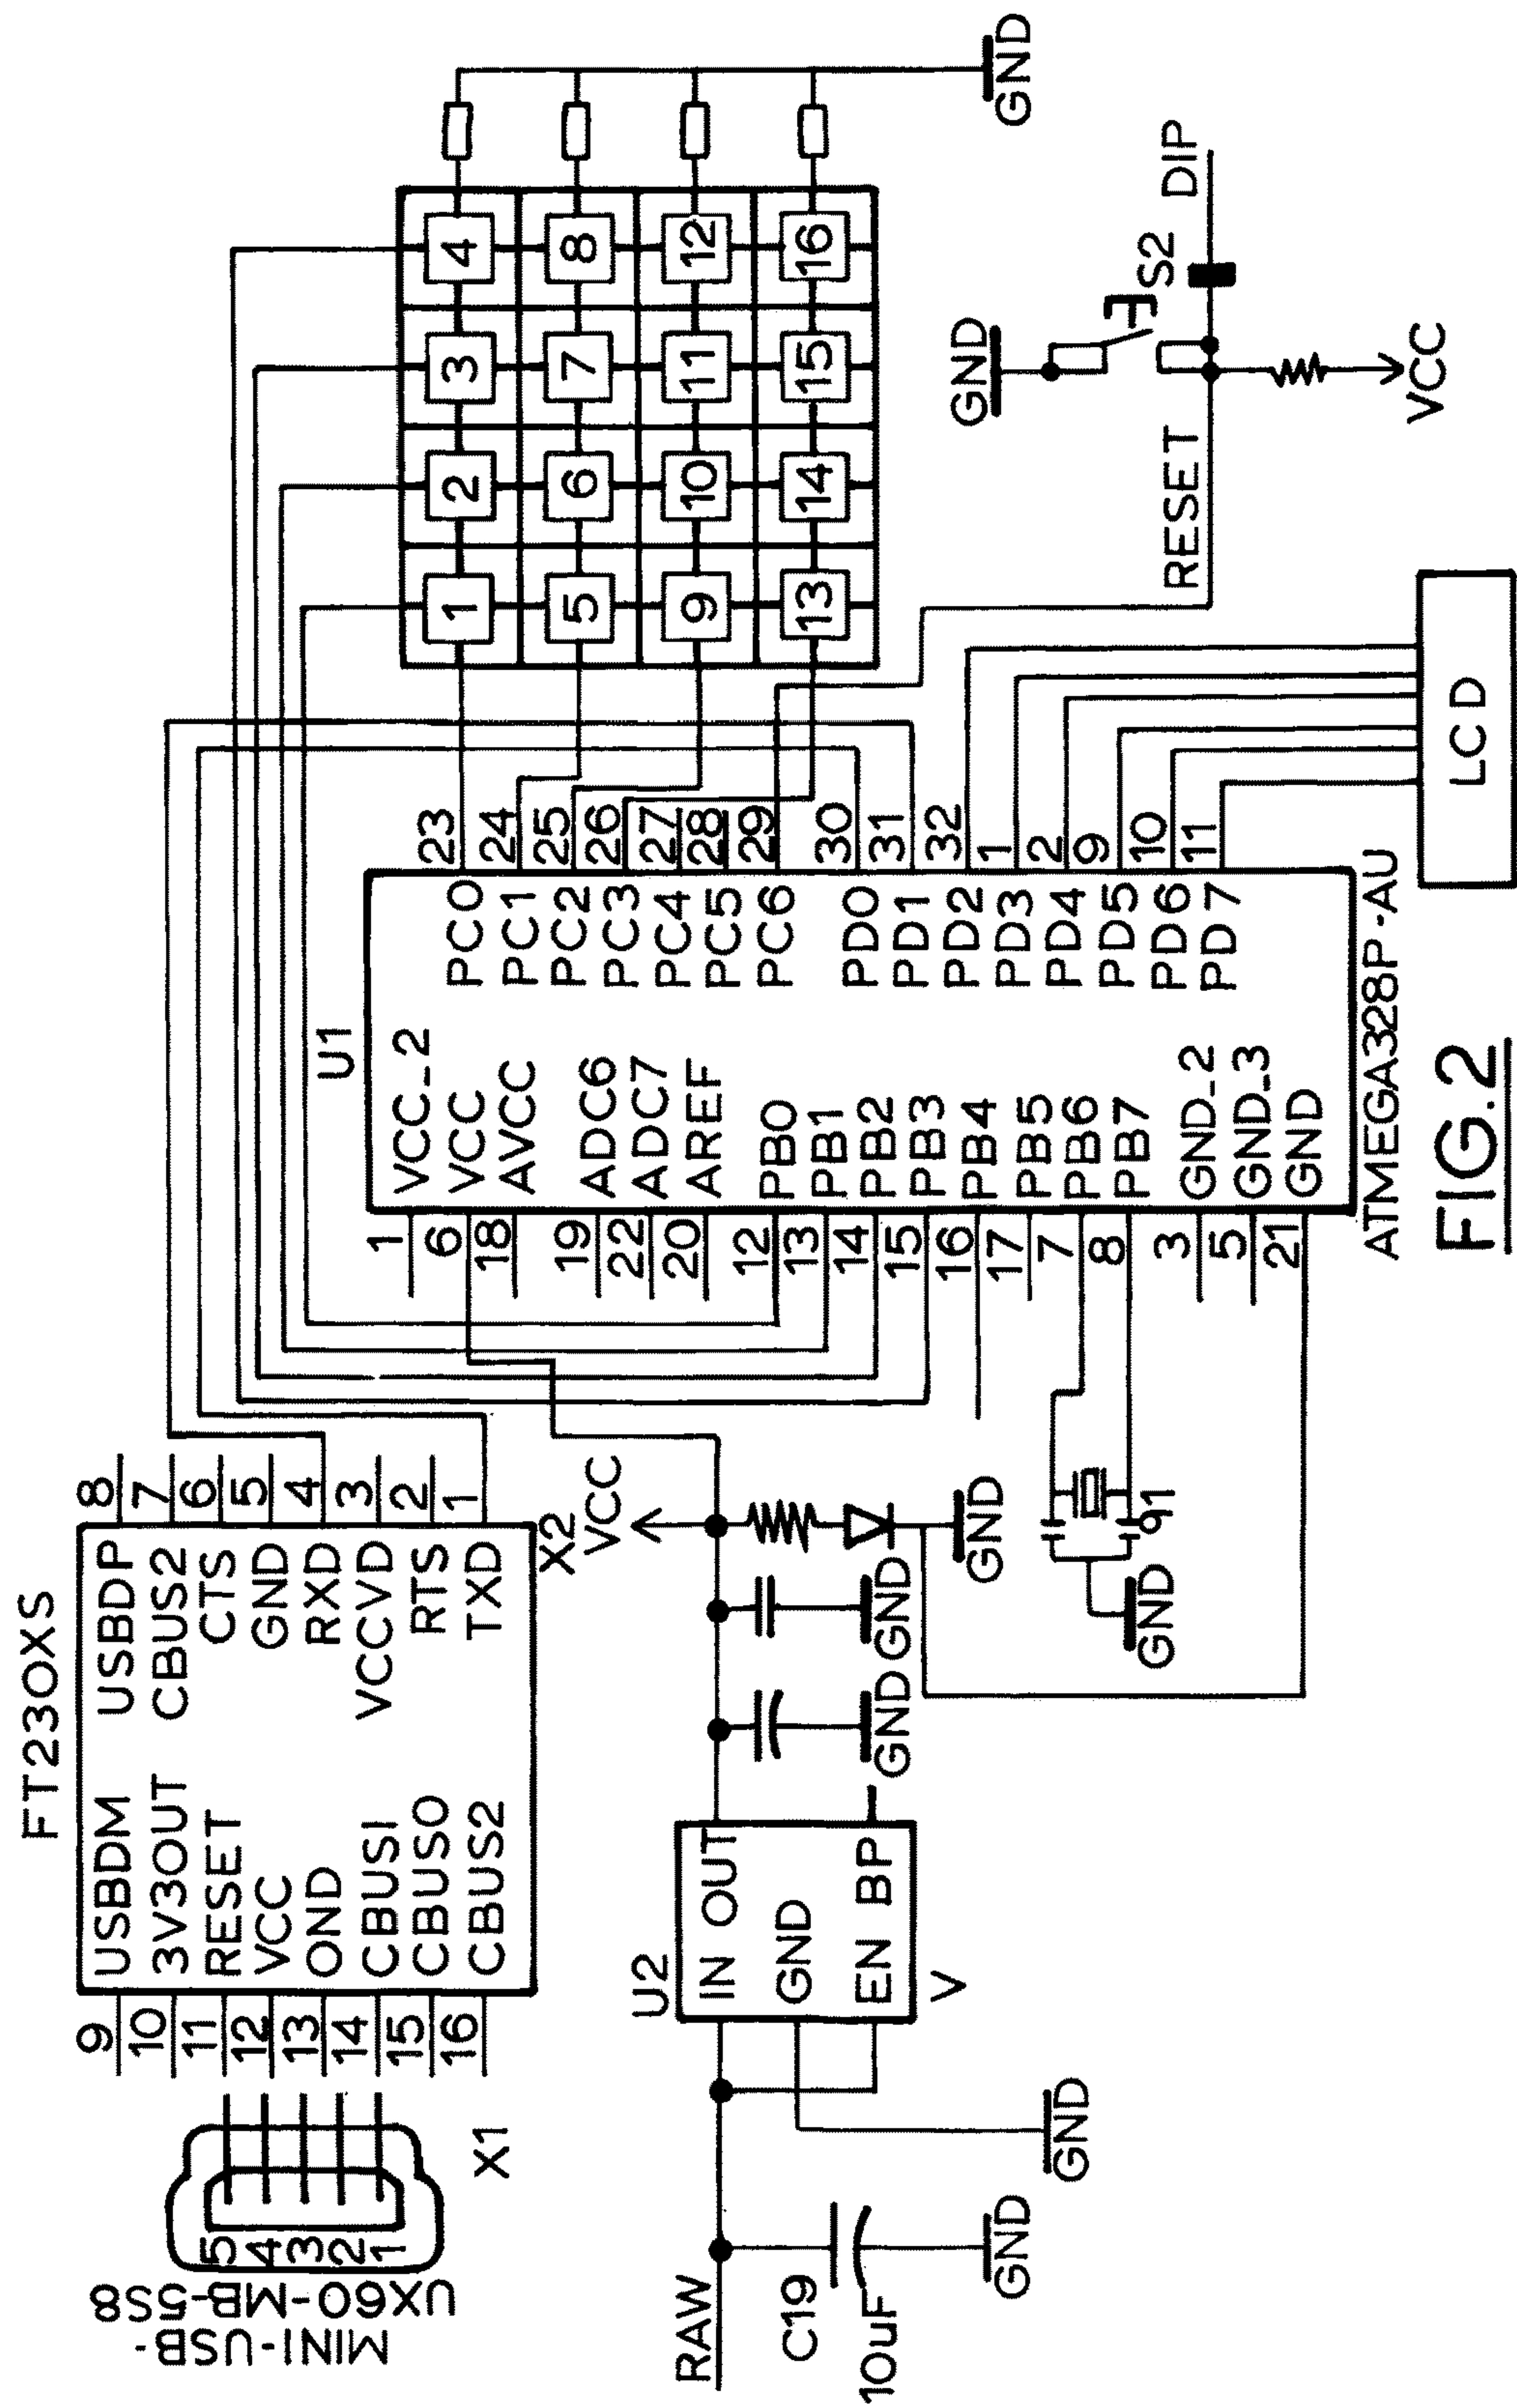 FT230XS
USBDM
3V3OUT
RESET
VCC
OND
CBUSI
CBUSO
CBUS2
USBDP
CBUS2
CTS
GND
RXD
VCCVD
RTS
TXD
9
10
11
12
13
14
15
16
8
7
6
5
4
3
2
1
X2
MINI-USB-
UX60-MB-5S8
5
4
3
2
1
X1
RAW
C19
10uF
GND
GND
U2
IN OUT
GND
EN BP
V
GND
GND
VCC
GND
GND
91
U1
VCC_2
VCC
AVCC
ADC6
ADC7
AREF
PB0
PB1
PB2
PB3
PB4
PB5
PB6
PB7
GND_2
GND_3
GND
1
6
18
19
22
20
12
13
14
15
16
17
7
8
3
5
21
PC0
PC1
PC2
PC3
PC4
PC5
PC6
PD0
PD1
PD2
PD3
PD4
PD5
PD6
PD7
23
24
25
26
27
28
29
30
31
32
1
2
9
10
11
ATMEGA328P-AU
1 2 3 4
5 6 7 8
9 10 11 12
13 14 15 16
GND
GND
S2
DIP
RESET
VCC
LCD
FIG.2